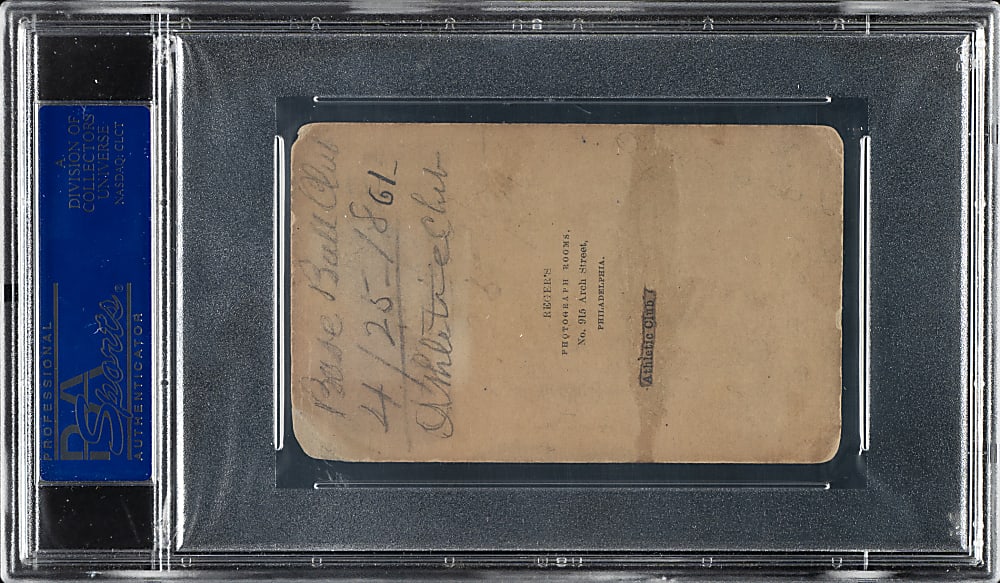 A
DIVISION OF
COLLECTORS
UNIVERSE
NASDAQ: CLCT
PROFESSIONAL
PSA
Sports®
AUTHENTICATOR
Base Ball Club
4/25-1861
Athletic Club
REGER'S
PHOTOGRAPH ROOMS,
No. 915 Arch Street,
PHILADELPHIA.
Athletic Club 7